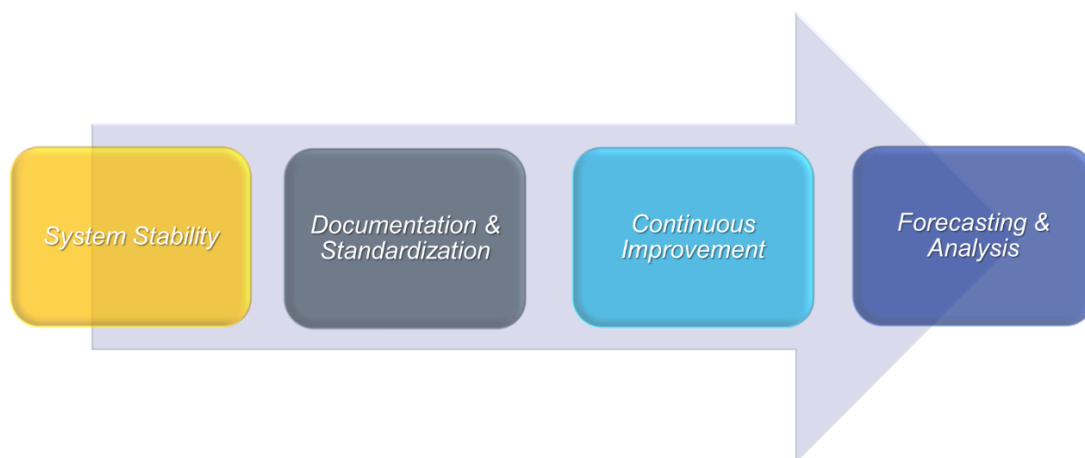 System Stability
Documentation &
Standardization
Continuous
Improvement
Forecasting &
Analysis